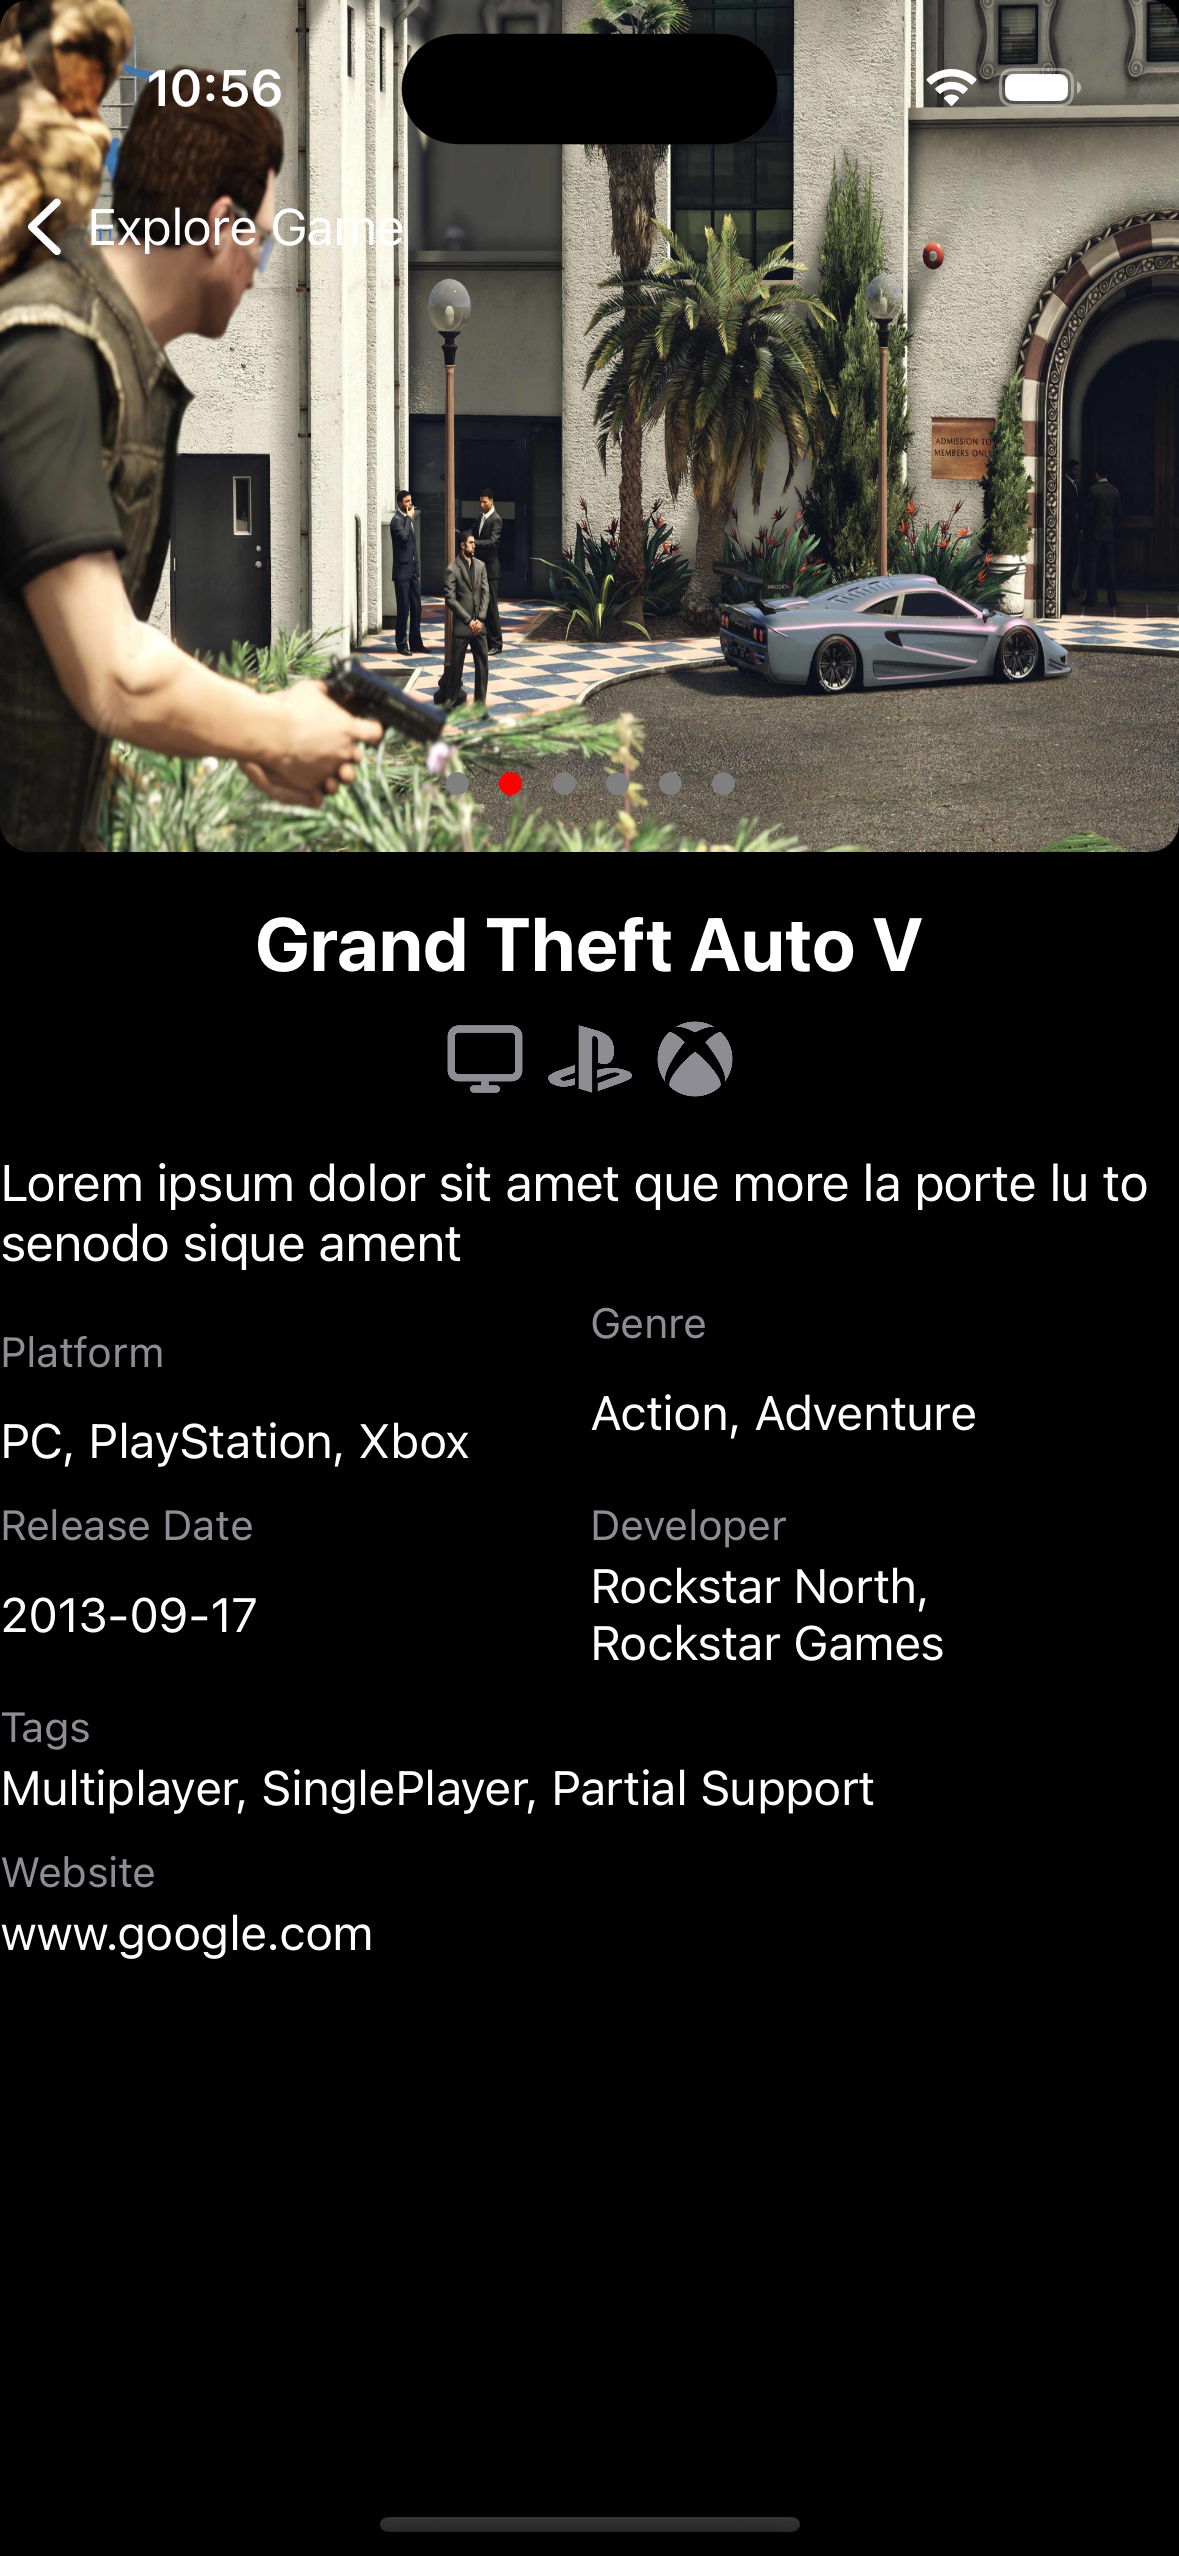 10:56
Explore Game
ADMISSION TO
MEMBERS ONLY
PROGEN
Grand Theft Auto V
Lorem ipsum dolor sit amet que more la porte lu to
senodo sique ament
Platform
Genre
PC, PlayStation, Xbox
Action, Adventure
Release Date
Developer
2013-09-17
Rockstar North,
Rockstar Games
Tags
Multiplayer, SinglePlayer, Partial Support
Website
www.google.com